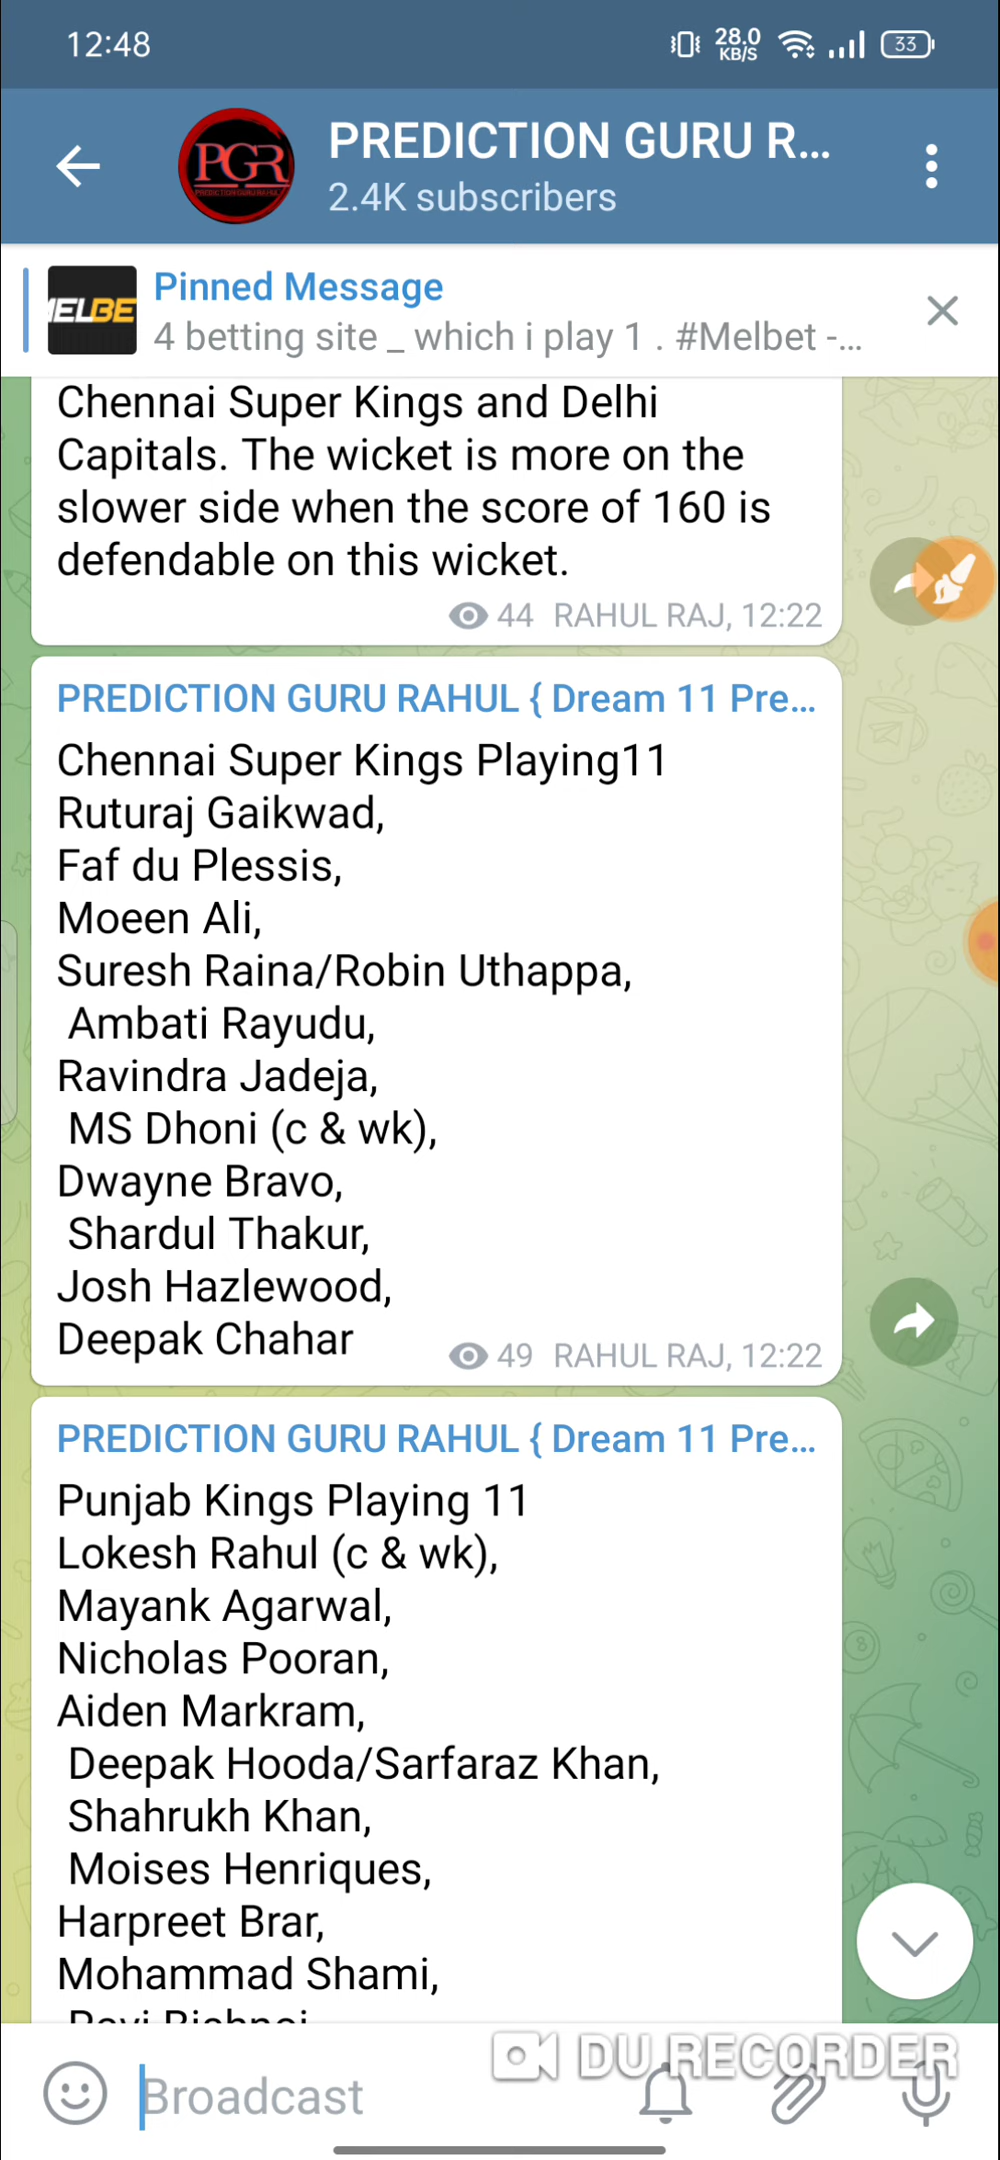 12:48
28.0
KB/S
33
PGR
PREDICTION GURU RAHUL
PREDICTION GURU R...
2.4K subscribers
ELBE
Pinned Message
4 betting site _ which i play 1 . #Melbet -...
Chennai Super Kings and Delhi
Capitals. The wicket is more on the
slower side when the score of 160 is
defendable on this wicket.
44 RAHUL RAJ, 12:22
PREDICTION GURU RAHUL { Dream 11 Pre...
Chennai Super Kings Playing11
Ruturaj Gaikwad,
Faf du Plessis,
Moeen Ali,
Suresh Raina/Robin Uthappa,
Ambati Rayudu,
Ravindra Jadeja,
MS Dhoni (c & wk),
Dwayne Bravo,
Shardul Thakur,
Josh Hazlewood,
Deepak Chahar
49 RAHUL RAJ, 12:22
PREDICTION GURU RAHUL { Dream 11 Pre...
Punjab Kings Playing 11
Lokesh Rahul (c & wk),
Mayank Agarwal,
Nicholas Pooran,
Aiden Markram,
Deepak Hooda/Sarfaraz Khan,
Shahrukh Khan,
Moises Henriques,
Harpreet Brar,
Mohammad Shami,
Ravi Bishnoi
DU RECORDER
Broadcast